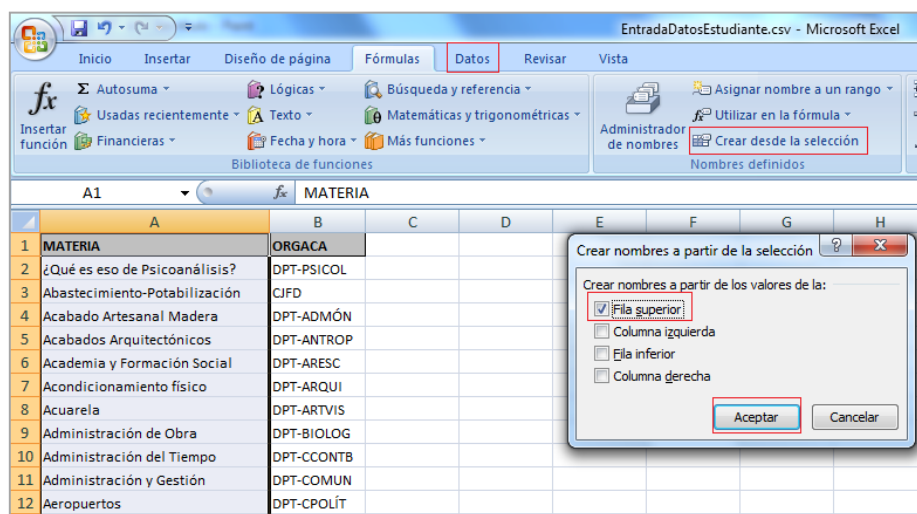 EntradaDatosEstudiante.csv - Microsoft Excel
Inicio Insertar Diseño de página Fórmulas Datos Revisar Vista
Insertar función
Σ Autosuma
Usadas recientemente
Financieras
Lógicas
Texto
Fecha y hora
Búsqueda y referencia
Matemáticas y trigonométricas
Más funciones
Biblioteca de funciones
Administrador de nombres
Asignar nombre a un rango
Utilizar en la fórmula
Crear desde la selección
Nombres definidos
A1 fx MATERIA
A B C D E F G H
1 MATERIA ORGACA
2 ¿Qué es eso de Psicoanálisis? DPT-PSICOL
3 Abastecimiento-Potabilización CJFD
4 Acabado Artesanal Madera DPT-ADMÓN
5 Acabados Arquitectónicos DPT-ANTROP
6 Academia y Formación Social DPT-ARESC
7 Acondicionamiento físico DPT-ARQUI
8 Acuarela DPT-ARTVIS
9 Administración de Obra DPT-BIOLOG
10 Administración del Tiempo DPT-CCONTB
11 Administración y Gestión DPT-COMUN
12 Aeropuertos DPT-CPOLÍT
Crear nombres a partir de la selección
Crear nombres a partir de los valores de la:
Fila superior
Columna izquierda
Fila inferior
Columna derecha
Aceptar Cancelar